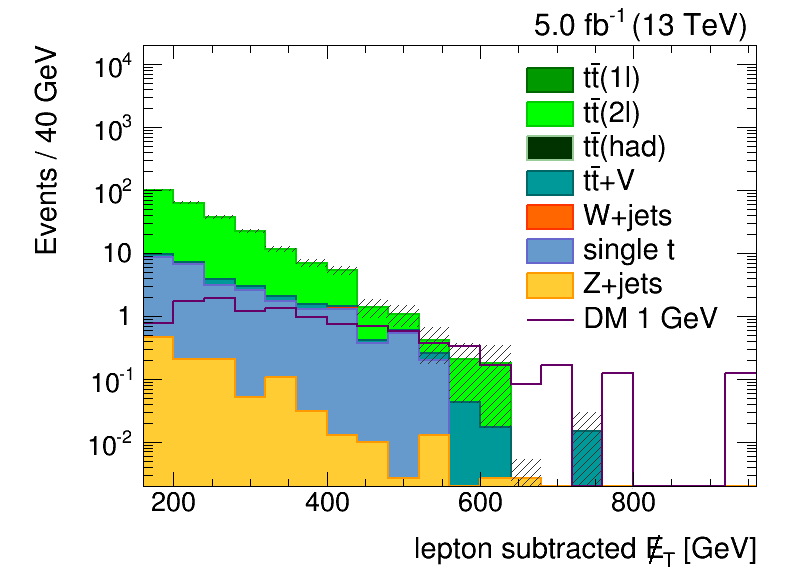 5.0 fb⁻¹ (13 TeV)
Events / 40 GeV
10⁴
10³
10²
10
1
10⁻¹
10⁻²
tt̄(1l)
tt̄(2l)
tt̄(had)
tt̄+V
W+jets
single t
Z+jets
DM 1 GeV
200 400 600 800
lepton subtracted E̸_T [GeV]